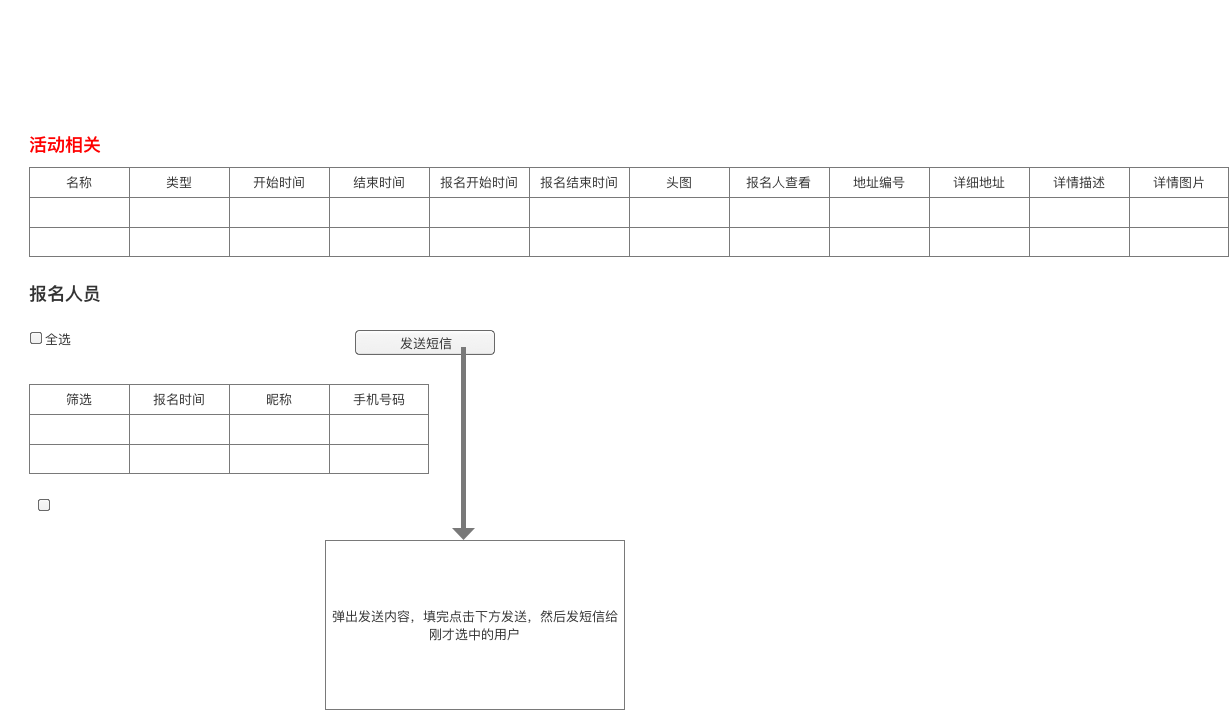 活动相关
名称 类型 开始时间 结束时间 报名开始时间 报名结束时间 头图 报名人查看 地址编号 详细地址 详情描述 详情图片
报名人员
全选 发送短信
筛选 报名时间 昵称 手机号码
弹出发送内容，填完点击下方发送，然后发短信给
刚才选中的用户